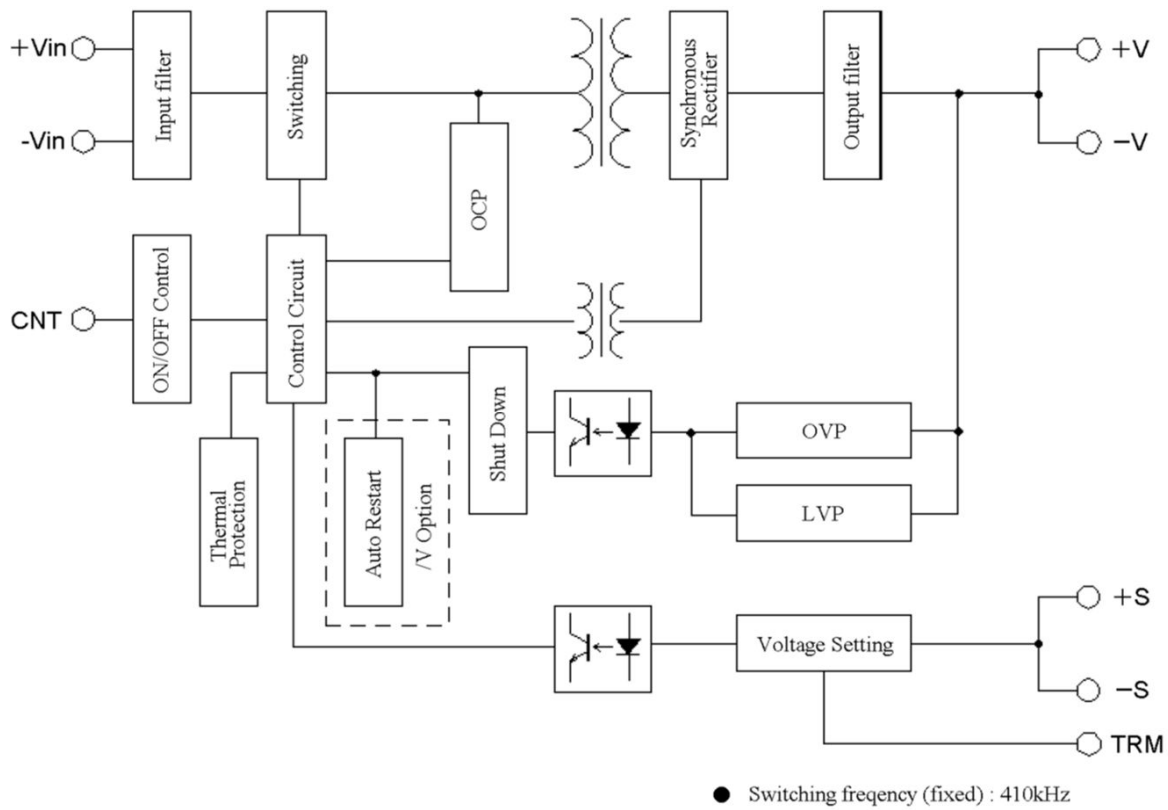 +Vin
-Vin
Input filter
Switching
OCP
Synchronous
Rectifier
Output filter
+V
−V
CNT
ON/OFF Control
Control Circuit
Thermal
Protection
Auto Restart
/V Option
Shut Down
OVP
LVP
Voltage Setting
+S
−S
TRM
● Switching freqency (fixed) : 410kHz